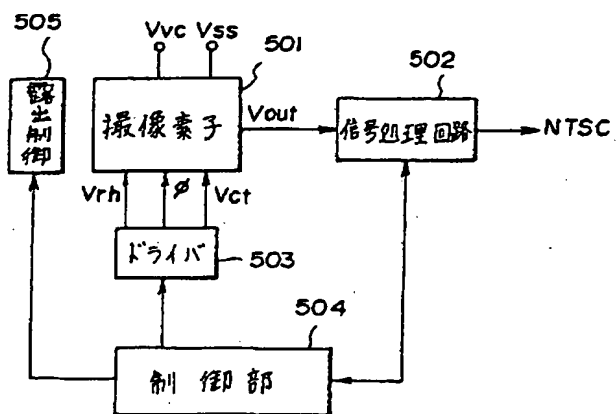 505
Vvc Vss
501
502
露出制御
撮像素子
Vout
信号処理回路
NTSC
Vrh
φ
Vct
ドライバ
503
504
制御部